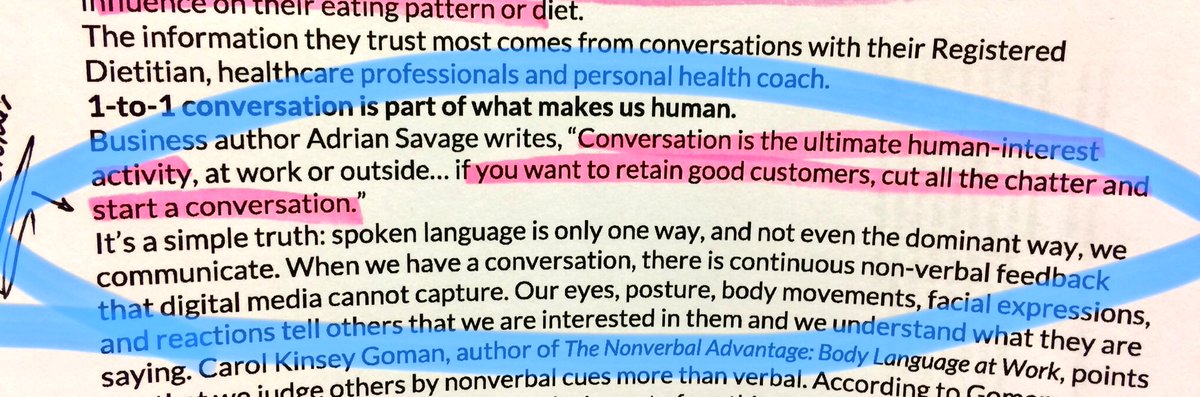 influence on their eating pattern or diet.
The information they trust most comes from conversations with their Registered
Dietitian, healthcare professionals and personal health coach.
1-to-1 conversation is part of what makes us human.
Business author Adrian Savage writes, “Conversation is the ultimate human-interest
activity, at work or outside... if you want to retain good customers, cut all the chatter and
start a conversation.”
It’s a simple truth: spoken language is only one way, and not even the dominant way, we
communicate. When we have a conversation, there is continuous non-verbal feedback
that digital media cannot capture. Our eyes, posture, body movements, facial expressions,
and reactions tell others that we are interested in them and we understand what they are
saying. Carol Kinsey Goman, author of The Nonverbal Advantage: Body Language at Work, points
we judge others by nonverbal cues more than verbal. According to